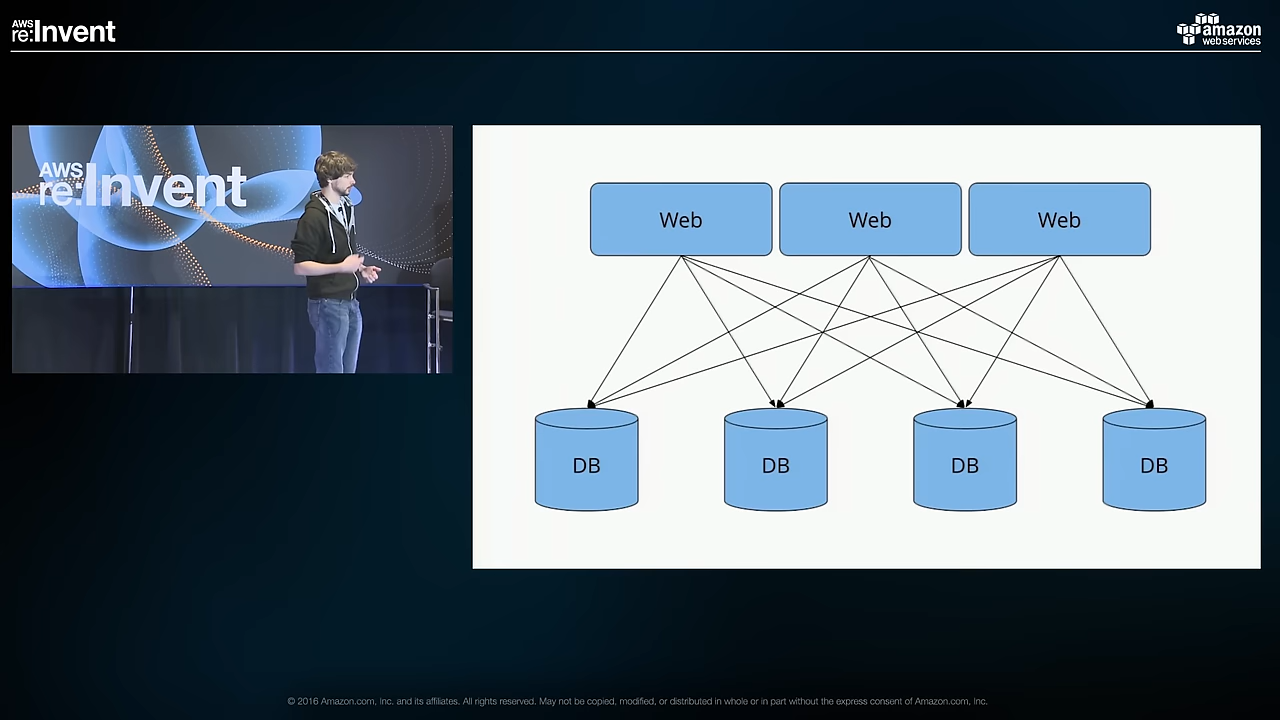 AWS
re:Invent
amazon
web services
AWS
re:Invent
Web Web Web
DB DB DB DB
© 2016 Amazon.com, Inc. and its affiliates. All rights reserved. May not be copied, modified, or distributed in whole or in part without the express consent of Amazon.com, Inc.